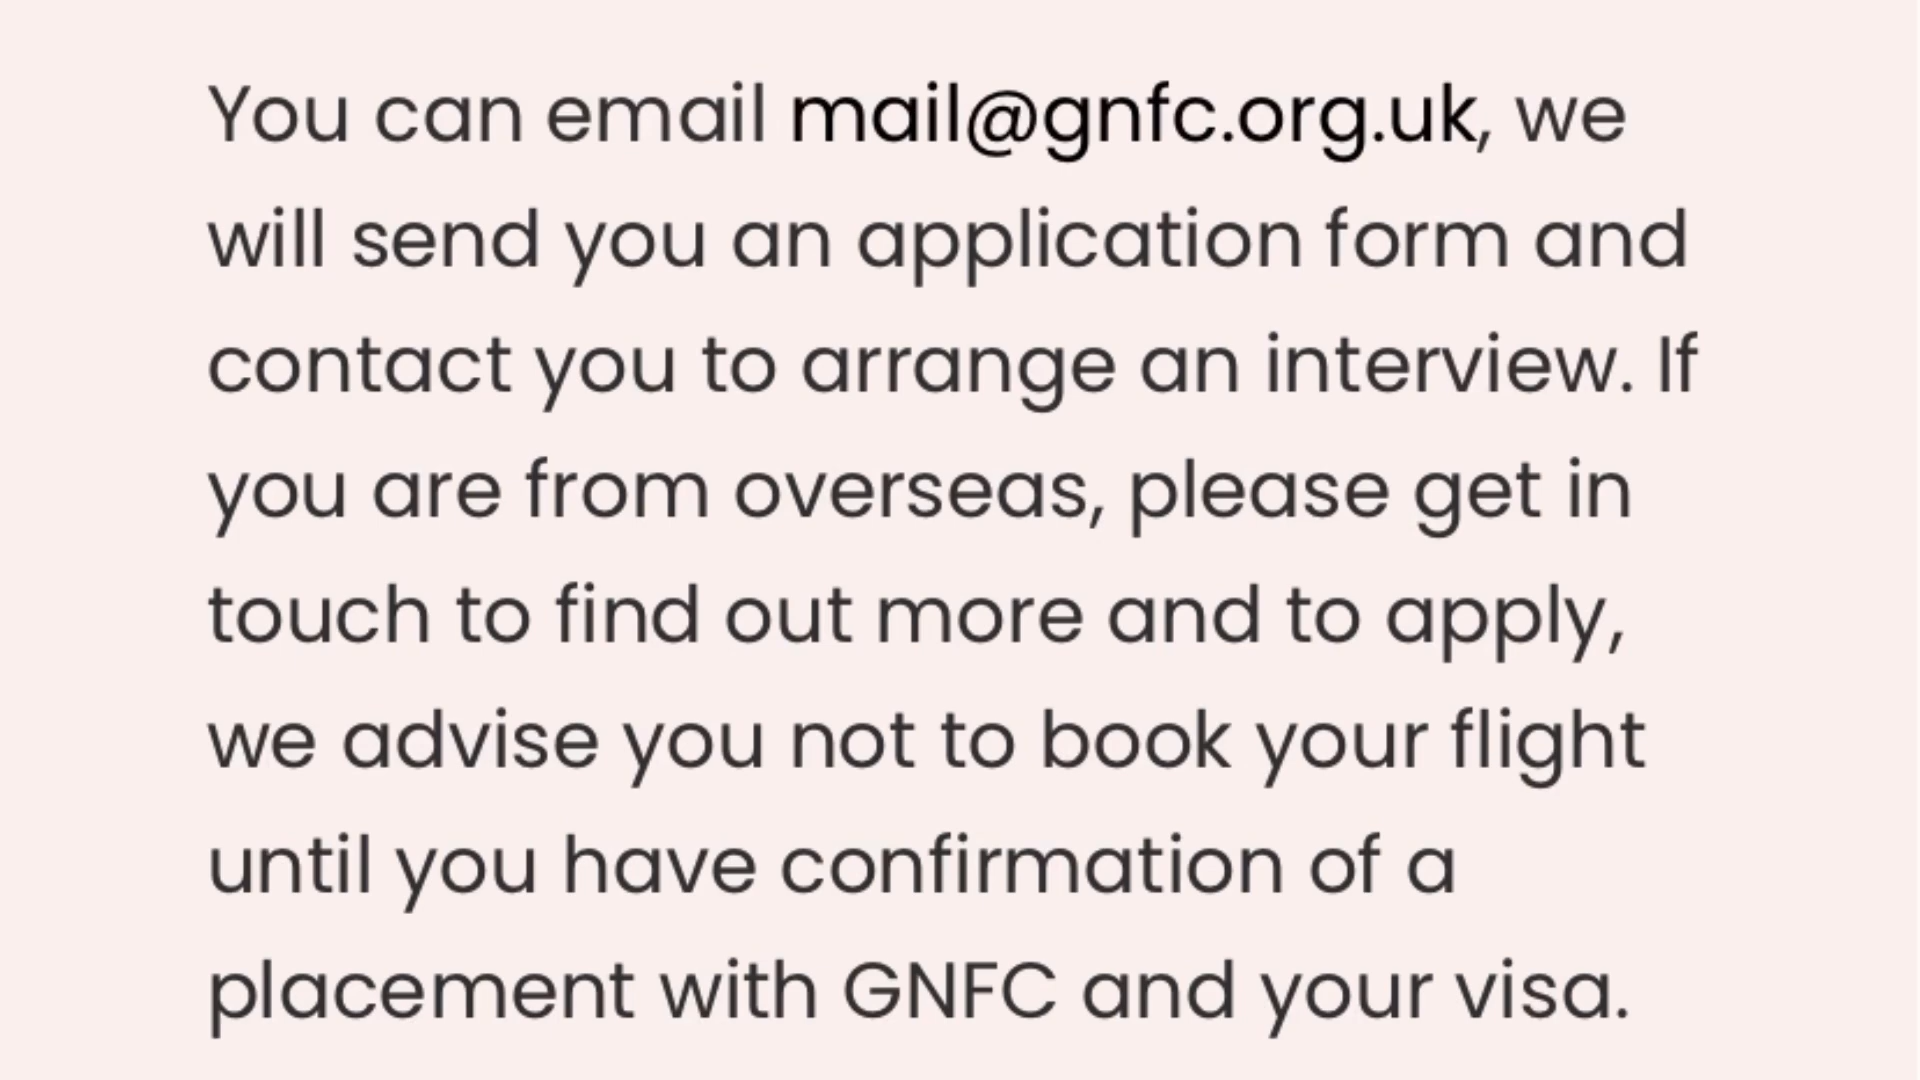 You can email mail@gnfc.org.uk, we
will send you an application form and
contact you to arrange an interview. If
you are from overseas, please get in
touch to find out more and to apply,
we advise you not to book your flight
until you have confirmation of a
placement with GNFC and your visa.